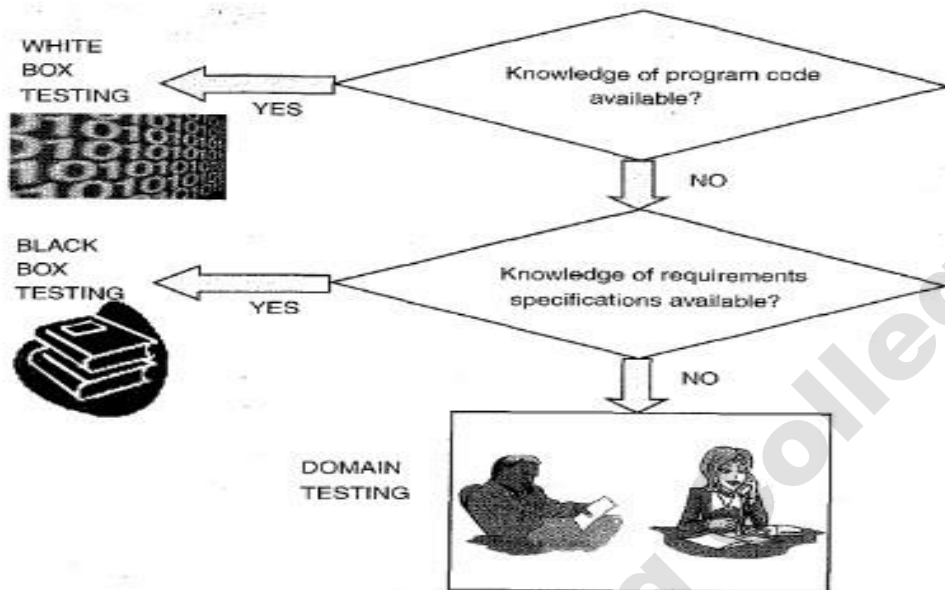 WHITE
BOX
TESTING
YES
Knowledge of program code
available?
NO
BLACK
BOX
TESTING
YES
Knowledge of requirements
specifications available?
NO
DOMAIN
TESTING